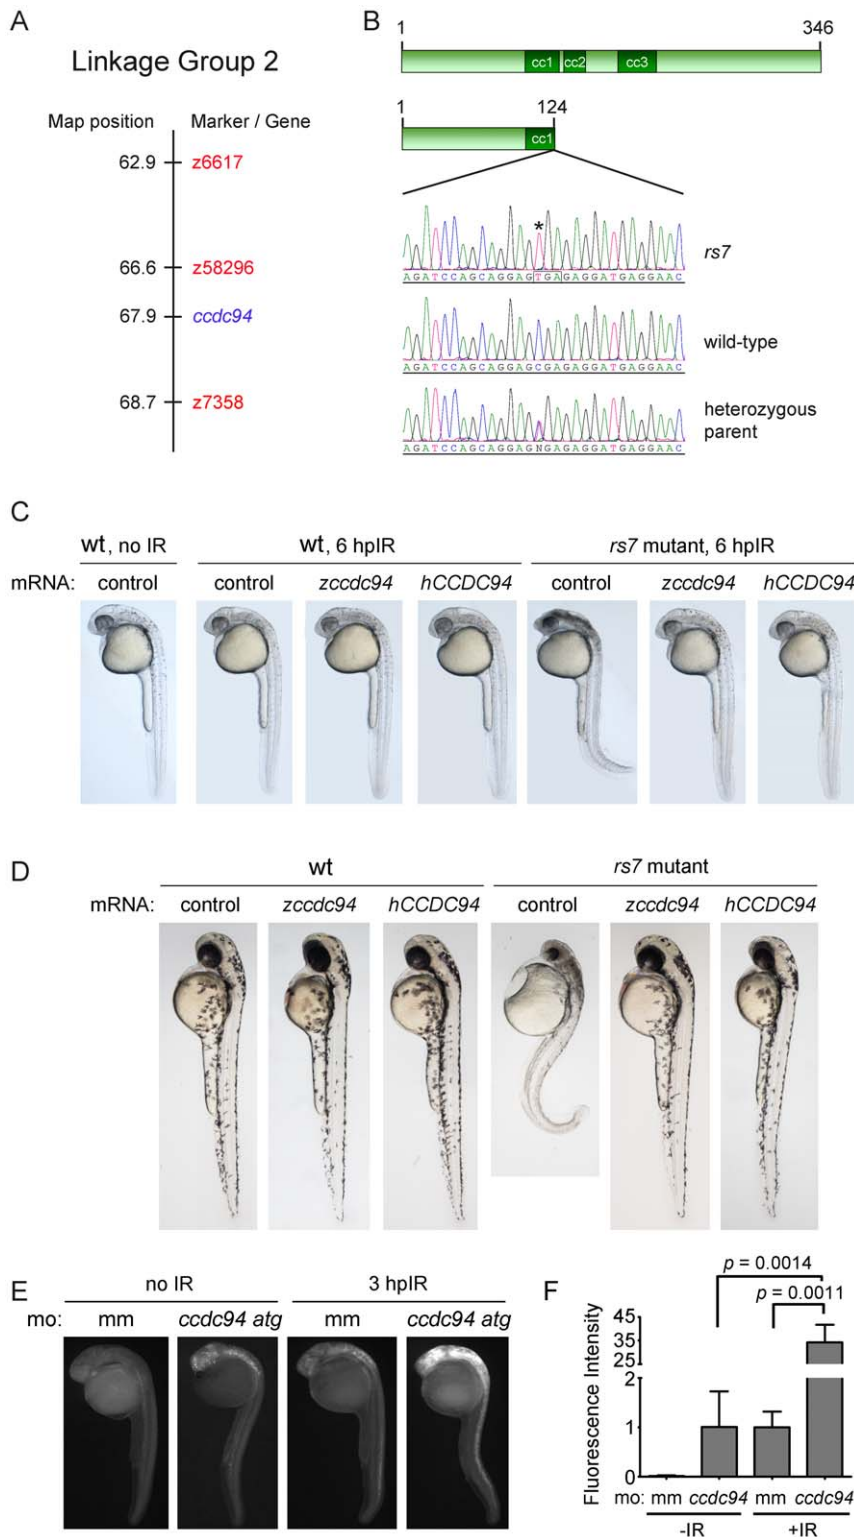 A
Linkage Group 2
Map position Marker / Gene
62.9 z6617
66.6 z58296
67.9 ccdc94
68.7 z7358
B
1 346
cc1 cc2 cc3
1 124
cc1
*
rs7
AGATCCAGCAGGAGTGAGAGGATGAGGAAC
wild-type
AGATCCAGCAGGAGCGAGAGGATGAGGAAC
heterozygous
parent
AGATCCAGCAGGAGNGAGAGGATGAGGAAC
C
wt, no IR wt, 6 hpIR rs7 mutant, 6 hpIR
mRNA: control control zccdc94 hCCDC94 control zccdc94 hCCDC94
D
wt rs7 mutant
mRNA: control zccdc94 hCCDC94 control zccdc94 hCCDC94
E
no IR 3 hpIR
mo: mm ccdc94 atg mm ccdc94 atg
F
p = 0.0014
p = 0.0011
Fluorescence Intensity
45
35
25
2
1
0
mo: mm ccdc94 mm ccdc94
-IR +IR